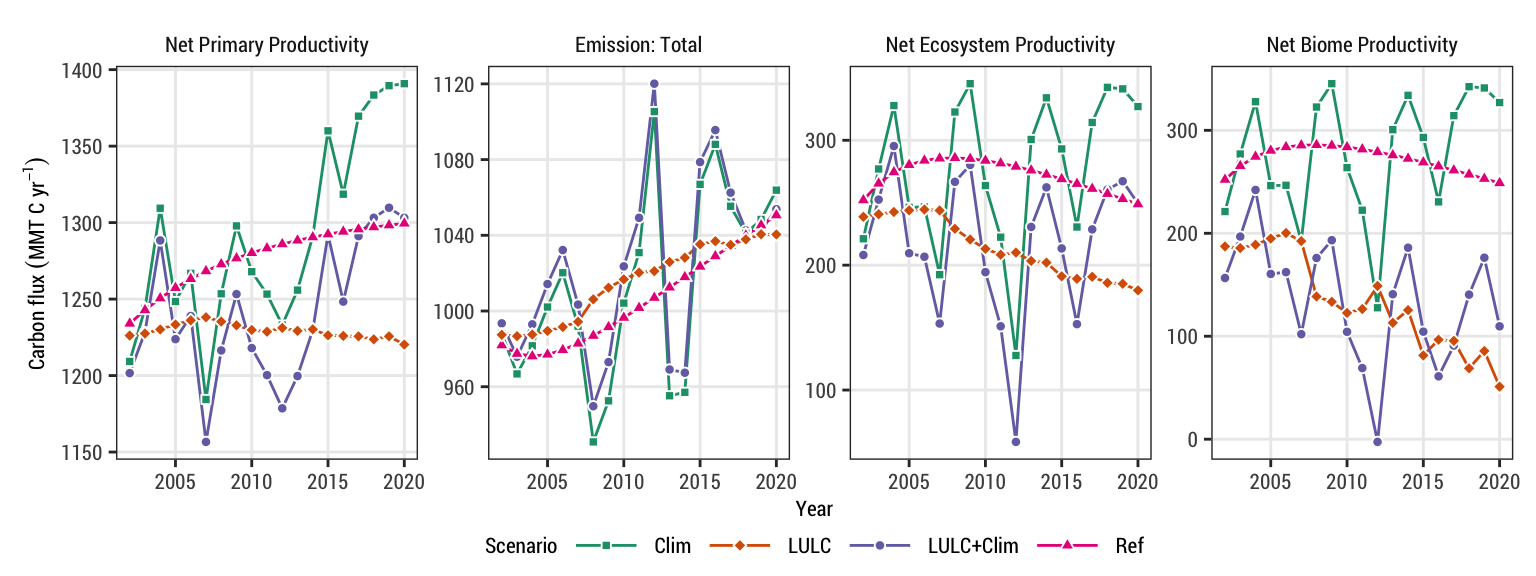 Net Primary Productivity
Emission: Total
Net Ecosystem Productivity
Net Biome Productivity
Carbon flux (MMT C yr⁻¹)
1400
1350
1300
1250
1200
1150
1120
1080
1040
1000
960
300
200
100
300
200
100
0
2005 2010 2015 2020
2005 2010 2015 2020
2005 2010 2015 2020
2005 2010 2015 2020
Year
Scenario Clim LULC LULC+Clim Ref